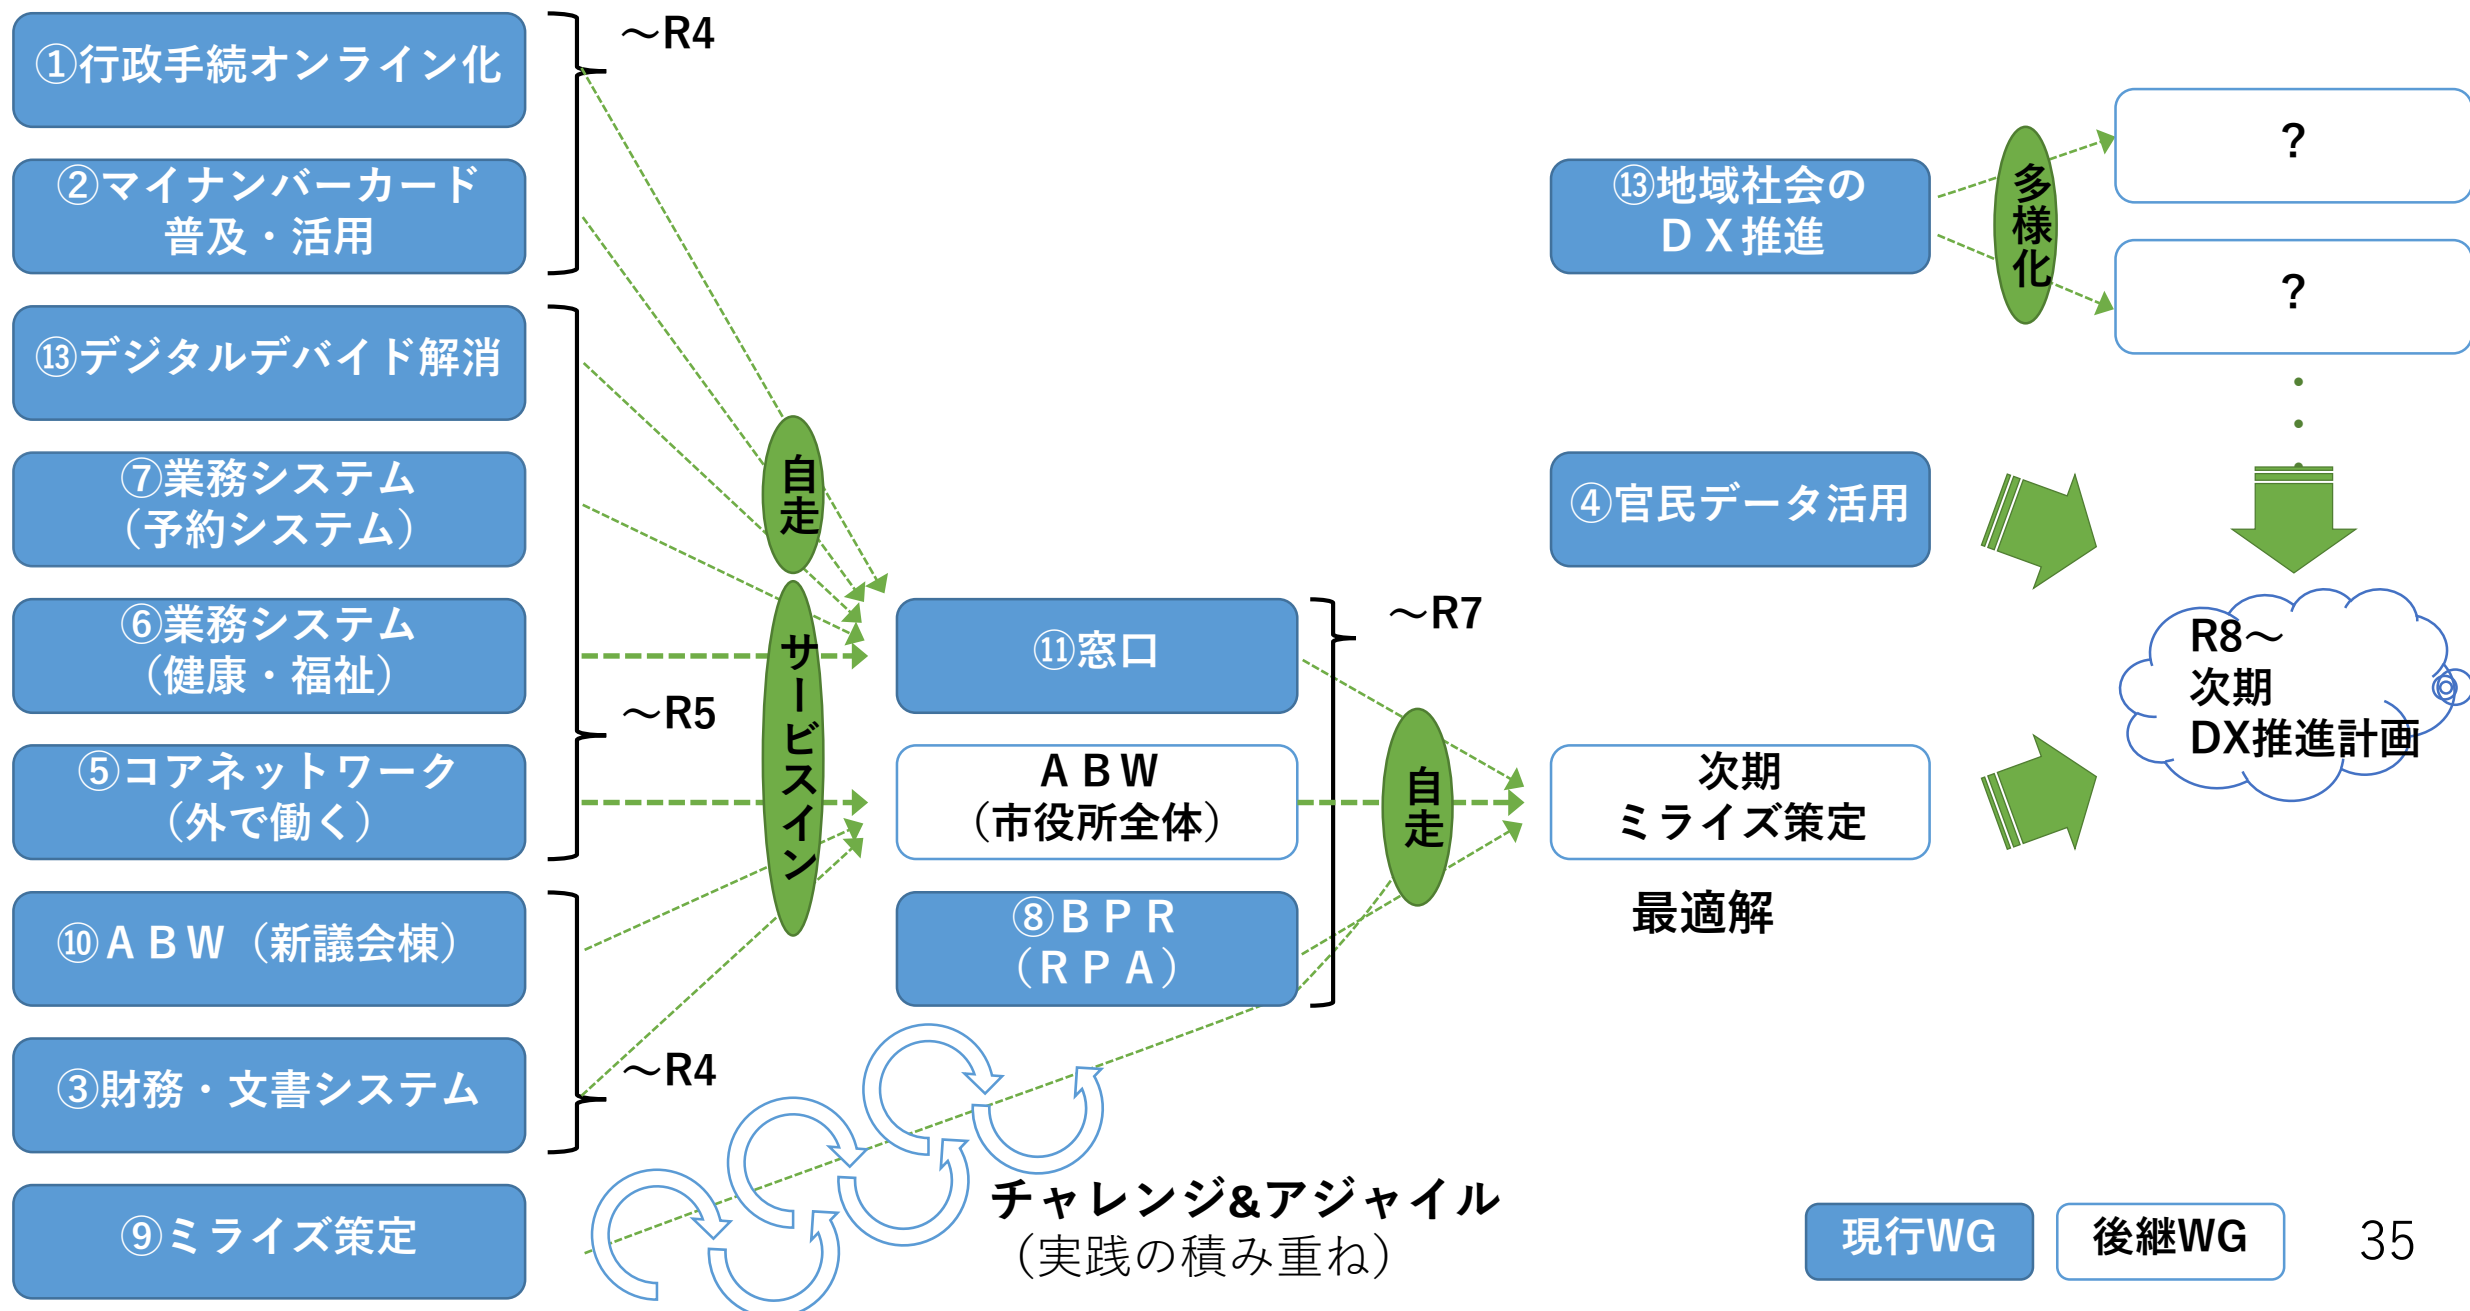 ①行政手続オンライン化
～R4
②マイナンバーカード
普及・活用
⑬デジタルデバイド解消
⑦業務システム
（予約システム）
⑥業務システム
（健康・福祉）
～R5
⑤コアネットワーク
（外で働く）
⑩ＡＢＷ（新議会棟）
③財務・文書システム
～R4
⑨ミライズ策定
自走
サービスイン
⑪窓口
ＡＢＷ
（市役所全体）
⑧ＢＰＲ
（ＲＰＡ）
～R7
自走
チャレンジ&アジャイル
（実践の積み重ね）
⑬地域社会の
ＤＸ推進
多様化
？
？
④官民データ活用
次期
ミライズ策定
最適解
R8～
次期
DX推進計画
現行WG
後継WG
35